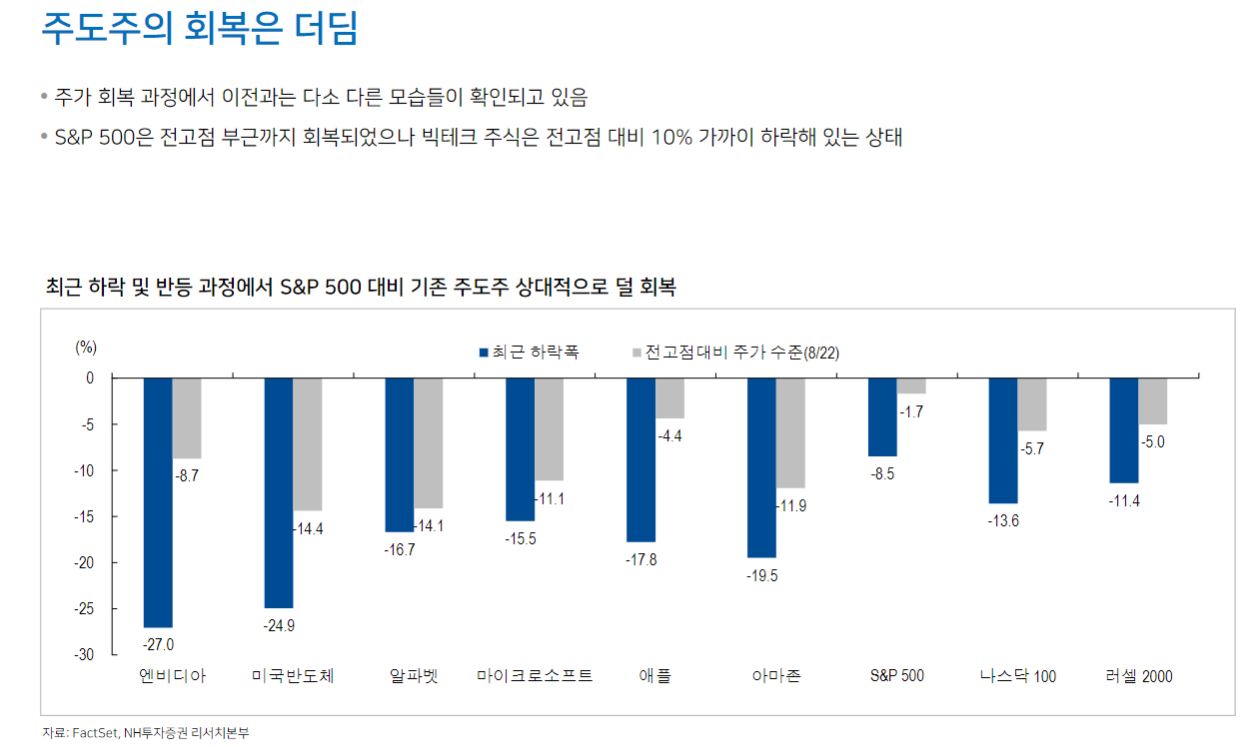 주도주의 회복은 더딤
• 주가 회복 과정에서 이전과는 다소 다른 모습들이 확인되고 있음
• S&P 500은 전고점 부근까지 회복되었으나 빅테크 주식은 전고점 대비 10% 가까이 하락해 있는 상태
최근 하락 및 반등 과정에서 S&P 500 대비 기존 주도주 상대적으로 덜 회복
(%)
최근 하락폭 전고점대비 주가 수준(8/22)
0
-5
-10
-15
-20
-25
-30
-27.0 -8.7
-24.9 -14.4
-16.7 -14.1
-15.5 -11.1
-17.8 -4.4
-19.5 -11.9
-8.5 -1.7
-13.6 -5.7
-11.4 -5.0
엔비디아 미국반도체 알파벳 마이크로소프트 애플 아마존 S&P 500 나스닥 100 러셀 2000
자료: FactSet, NH투자증권 리서치본부